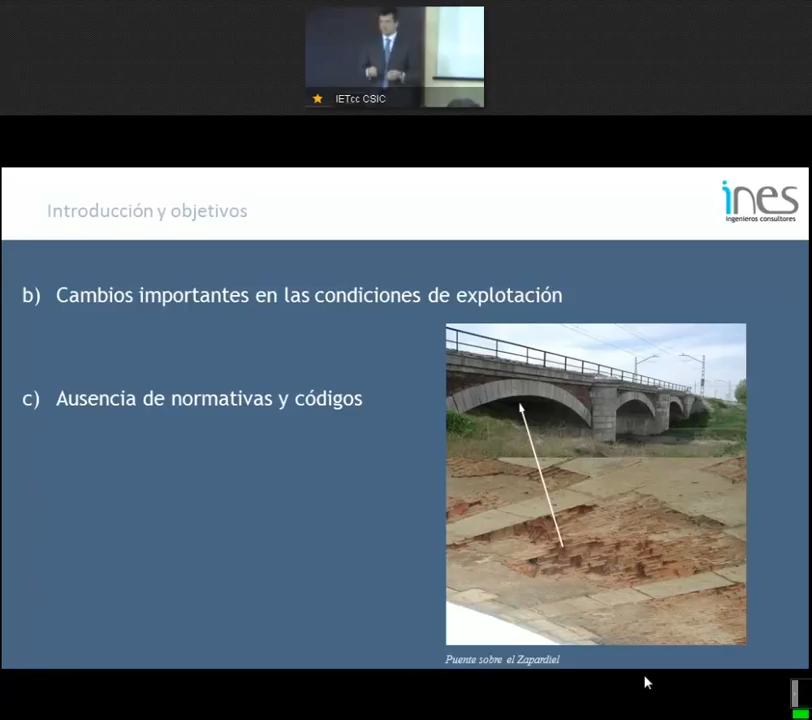 IETcc CSIC
Introducción y objetivos
ines
ingenieros consultores
b) Cambios importantes en las condiciones de explotación
c) Ausencia de normativas y códigos
Puente sobre el Zapardiel